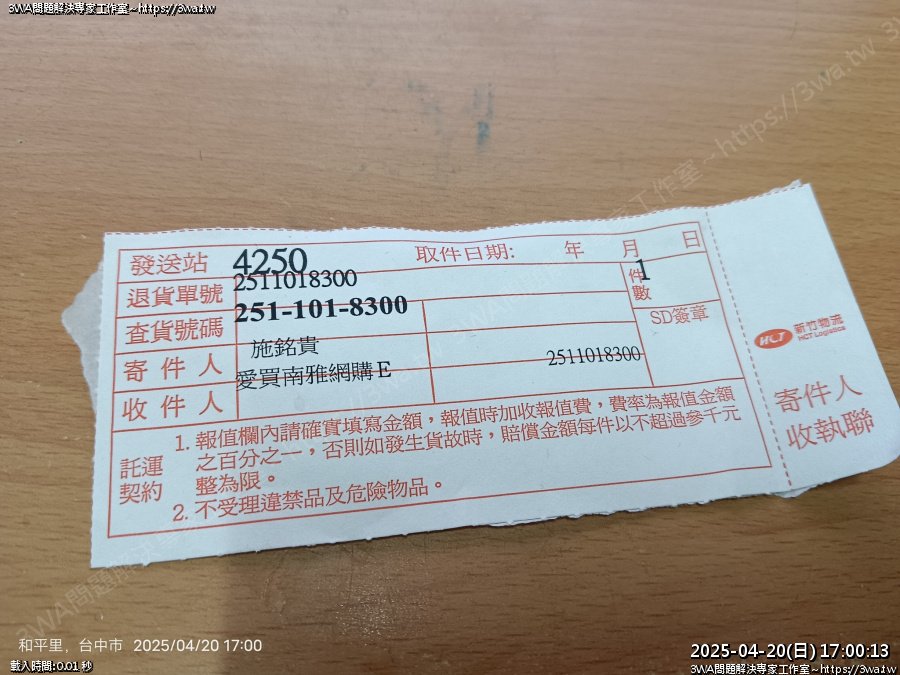 3WA問題解決專家工作室~https://3wa.tw
~https://3wa.tw
發送站 4250 取件日期: 年 月 日
退貨單號 2511018300 件數 1
查貨號碼 251-101-8300 SD簽章
寄件人 施銘貴
收件人 愛買南雅網購E 2511018300
託運契約
1. 報值欄內請確實填寫金額，報值時加收報值費，費率為報值金額
之百分之一，否則如發生貨故時，賠償金額每件以不超過參千元
整為限。
2. 不受理違禁品及危險物品。
HCT 新竹物流
HCT Logistics
寄件人
收執聯
和平里，台中市 2025/04/20 17:00
載入時間:0.01 秒
2025-04-20(日) 17:00:13
3WA問題解決專家工作室~https://3wa.tw